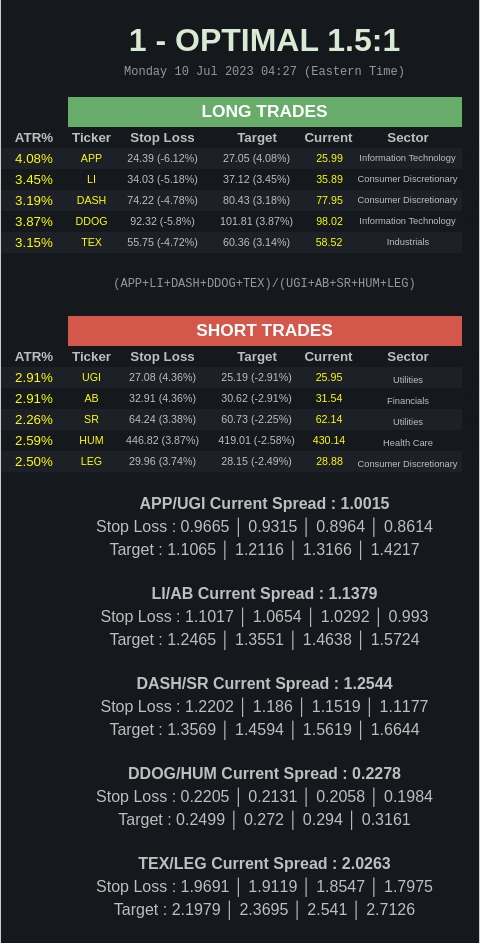 1 - OPTIMAL 1.5:1
Monday 10 Jul 2023 04:27 (Eastern Time)
LONG TRADES
ATR% Ticker Stop Loss Target Current Sector
4.08% APP 24.39 (-6.12%) 27.05 (4.08%) 25.99 Information Technology
3.45% LI 34.03 (-5.18%) 37.12 (3.45%) 35.89 Consumer Discretionary
3.19% DASH 74.22 (-4.78%) 80.43 (3.18%) 77.95 Consumer Discretionary
3.87% DDOG 92.32 (-5.8%) 101.81 (3.87%) 98.02 Information Technology
3.15% TEX 55.75 (-4.72%) 60.36 (3.14%) 58.52 Industrials
(APP+LI+DASH+DDOG+TEX)/(UGI+AB+SR+HUM+LEG)
SHORT TRADES
ATR% Ticker Stop Loss Target Current Sector
2.91% UGI 27.08 (4.36%) 25.19 (-2.91%) 25.95 Utilities
2.91% AB 32.91 (4.36%) 30.62 (-2.91%) 31.54 Financials
2.26% SR 64.24 (3.38%) 60.73 (-2.25%) 62.14 Utilities
2.59% HUM 446.82 (3.87%) 419.01 (-2.58%) 430.14 Health Care
2.50% LEG 29.96 (3.74%) 28.15 (-2.49%) 28.88 Consumer Discretionary
APP/UGI Current Spread : 1.0015
Stop Loss : 0.9665 │ 0.9315 │ 0.8964 │ 0.8614
Target : 1.1065 │ 1.2116 │ 1.3166 │ 1.4217
LI/AB Current Spread : 1.1379
Stop Loss : 1.1017 │ 1.0654 │ 1.0292 │ 0.993
Target : 1.2465 │ 1.3551 │ 1.4638 │ 1.5724
DASH/SR Current Spread : 1.2544
Stop Loss : 1.2202 │ 1.186 │ 1.1519 │ 1.1177
Target : 1.3569 │ 1.4594 │ 1.5619 │ 1.6644
DDOG/HUM Current Spread : 0.2278
Stop Loss : 0.2205 │ 0.2131 │ 0.2058 │ 0.1984
Target : 0.2499 │ 0.272 │ 0.294 │ 0.3161
TEX/LEG Current Spread : 2.0263
Stop Loss : 1.9691 │ 1.9119 │ 1.8547 │ 1.7975
Target : 2.1979 │ 2.3695 │ 2.541 │ 2.7126